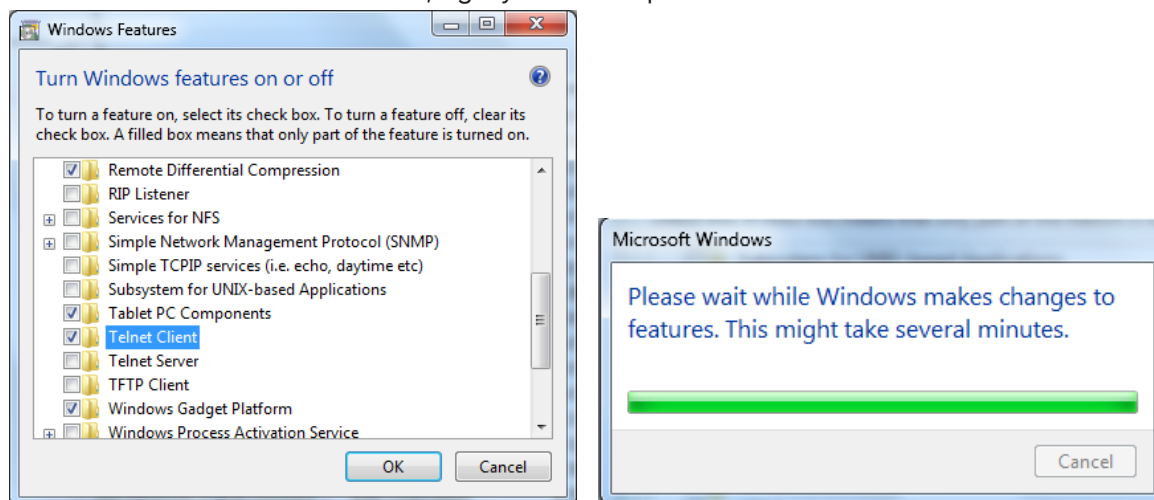 Windows Features
Turn Windows features on or off
To turn a feature on, select its check box. To turn a feature off, clear its
check box. A filled box means that only part of the feature is turned on.
Remote Differential Compression
RIP Listener
Services for NFS
Simple Network Management Protocol (SNMP)
Simple TCPIP services (i.e. echo, daytime etc)
Subsystem for UNIX-based Applications
Tablet PC Components
Telnet Client
Telnet Server
TFTP Client
Windows Gadget Platform
Windows Process Activation Service
OK Cancel
Microsoft Windows
Please wait while Windows makes changes to
features. This might take several minutes.
Cancel